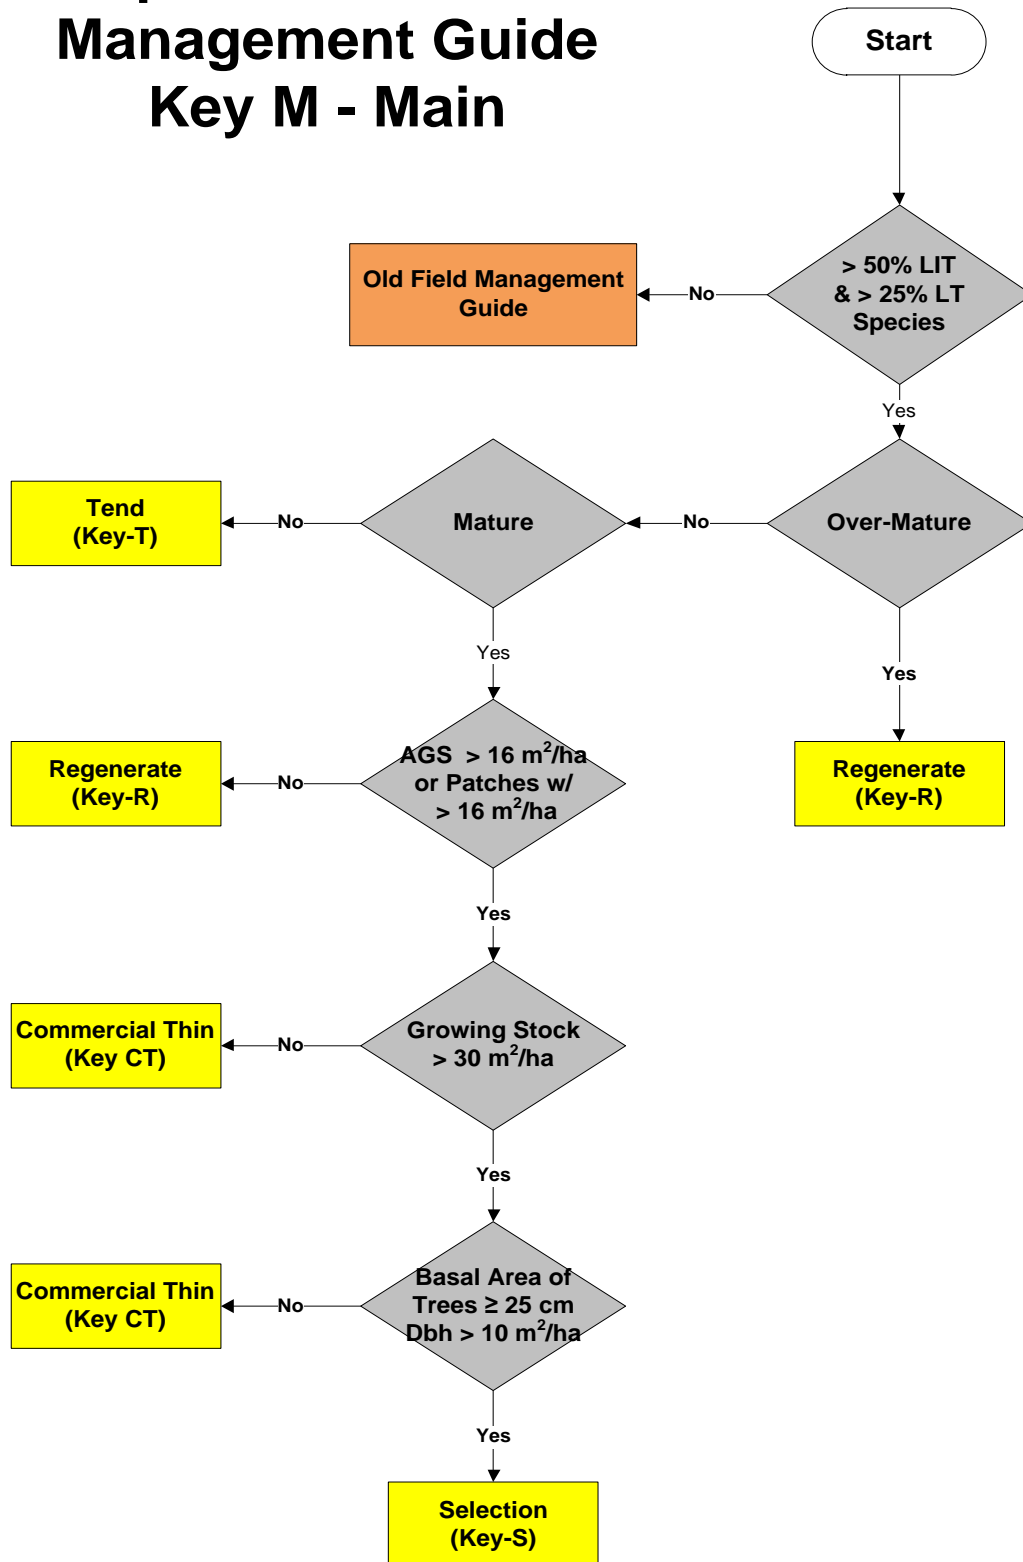 Management Guide
Key M - Main
Start
> 50% LIT
& > 25% LT
Species
No
Old Field Management
Guide
Yes
Over-Mature
No
Mature
No
Tend
(Key-T)
Yes
Regenerate
(Key-R)
Yes
AGS > 16 m²/ha
or Patches w/
> 16 m²/ha
No
Regenerate
(Key-R)
Yes
Growing Stock
> 30 m²/ha
No
Commercial Thin
(Key CT)
Yes
Basal Area of
Trees ≥ 25 cm
Dbh > 10 m²/ha
No
Commercial Thin
(Key CT)
Yes
Selection
(Key-S)